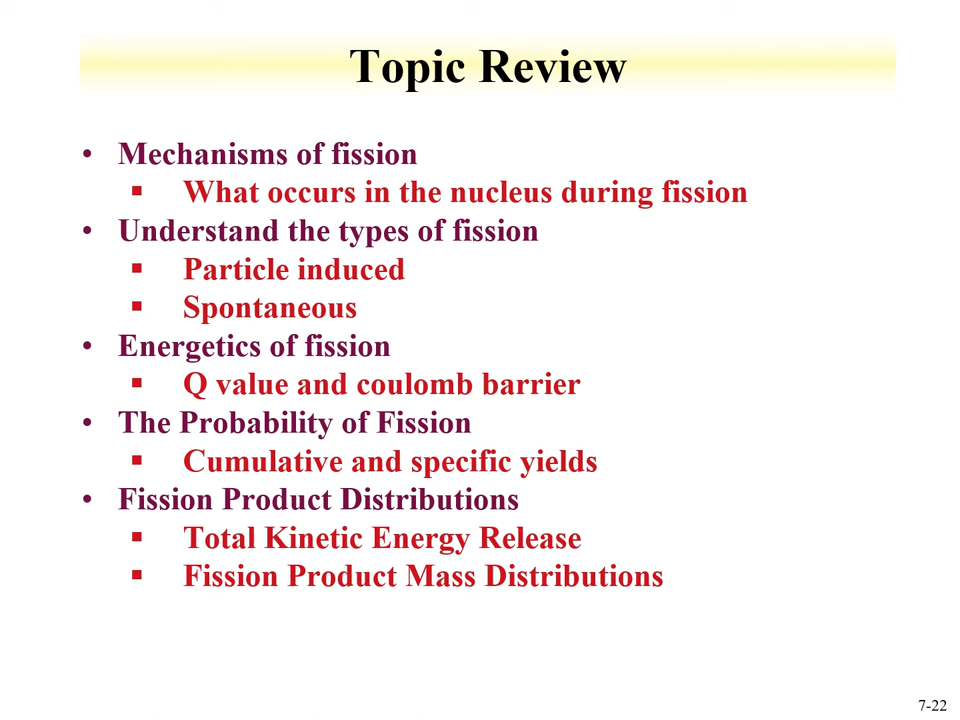 Topic Review
• Mechanisms of fission
▪ What occurs in the nucleus during fission
• Understand the types of fission
▪ Particle induced
▪ Spontaneous
• Energetics of fission
▪ Q value and coulomb barrier
• The Probability of Fission
▪ Cumulative and specific yields
• Fission Product Distributions
▪ Total Kinetic Energy Release
▪ Fission Product Mass Distributions
7-22